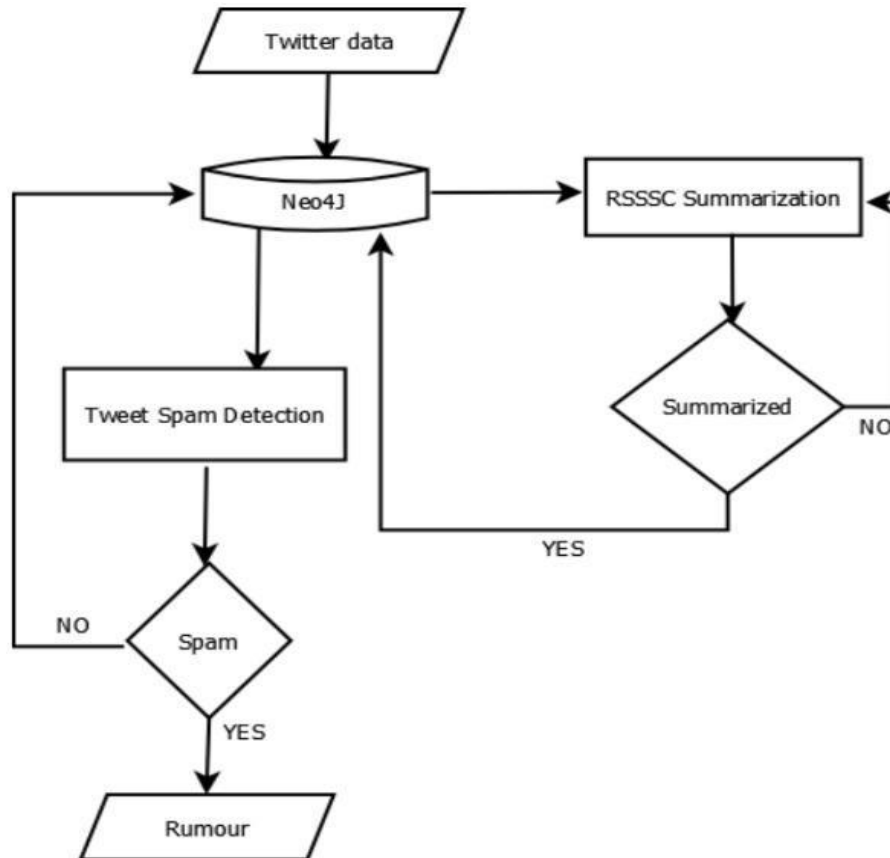 Twitter data
Neo4J
RSSSC Summarization
Tweet Spam Detection
Summarized
NO
YES
NO
Spam
YES
Rumour